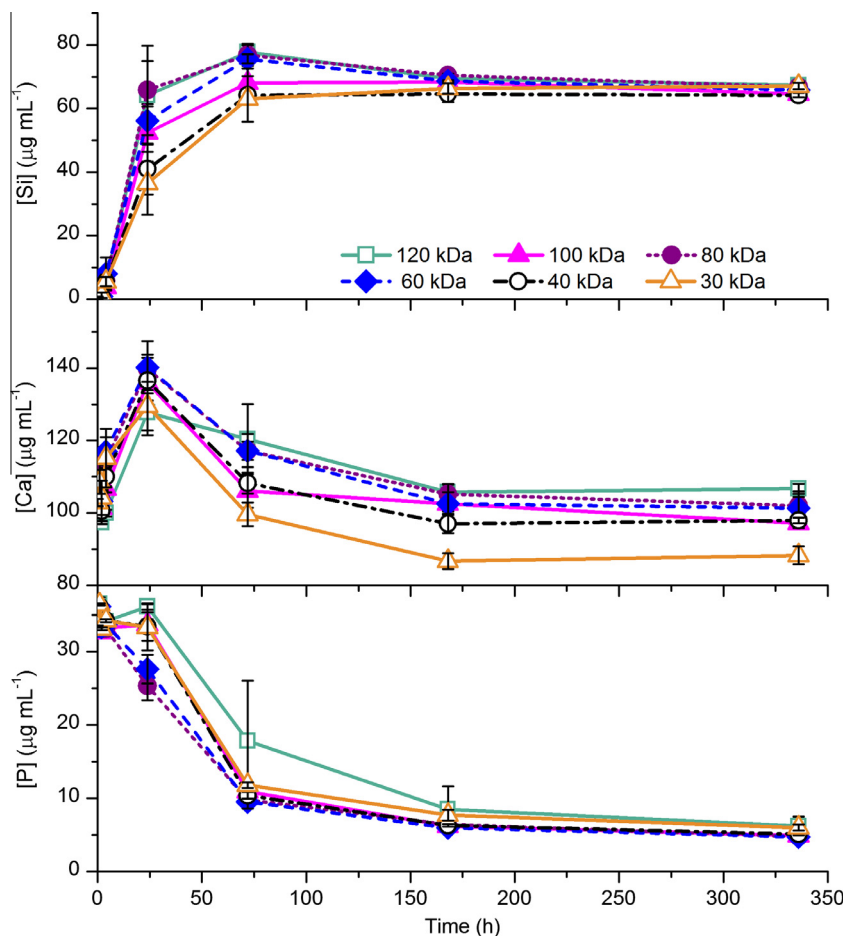 80
60
40
20
0
[Si] (μg mL⁻¹)
120 kDa 100 kDa 80 kDa
60 kDa 40 kDa 30 kDa
140
120
100
80
[Ca] (μg mL⁻¹)
30
20
10
0
[P] (μg mL⁻¹)
0 50 100 150 200 250 300 350
Time (h)